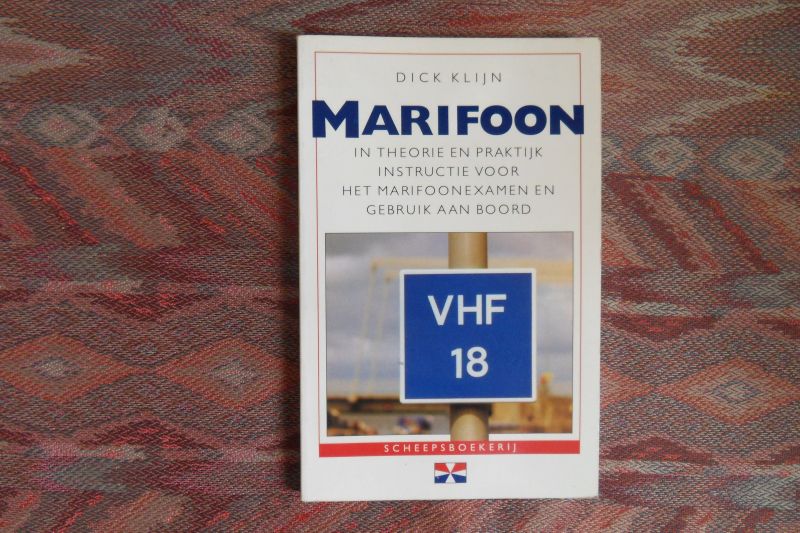 DICK KLIJN
MARIFOON
IN THEORIE EN PRAKTIJK
INSTRUCTIE VOOR
HET MARIFOONEXAMEN EN
GEBRUIK AAN BOORD
VHF
18
SCHEEPSBOEKERIJ